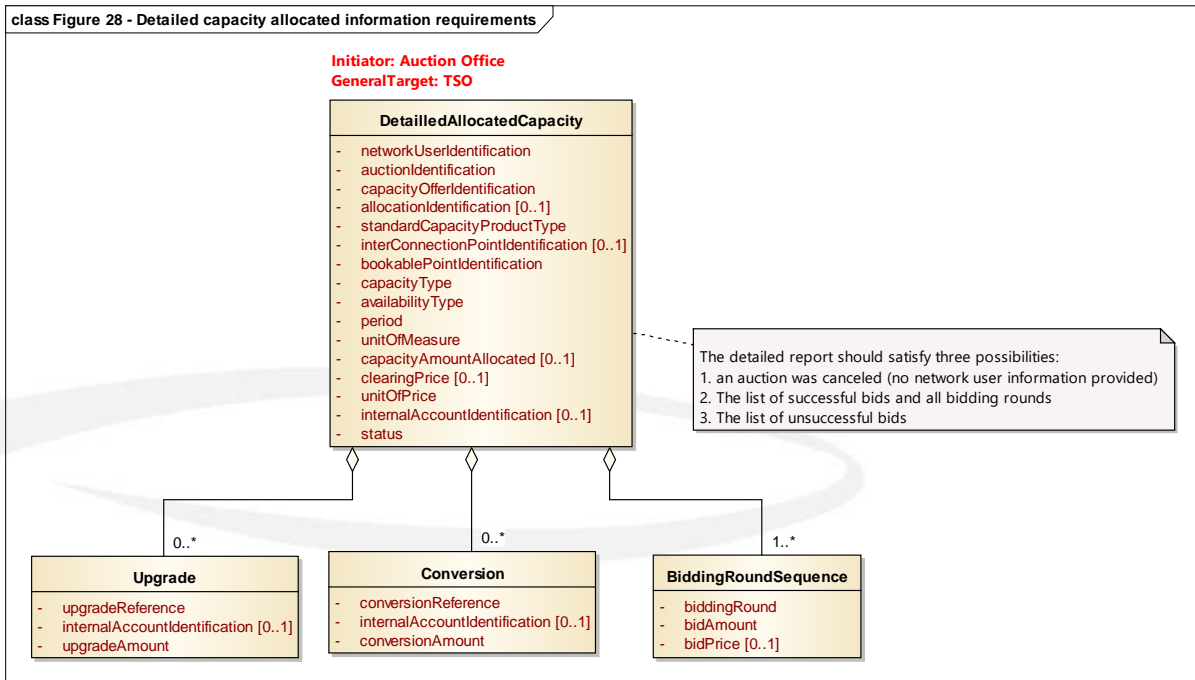 class Figure 28 - Detailed capacity allocated information requirements
Initiator: Auction Office
GeneralTarget: TSO
DetailledAllocatedCapacity
- networkUserIdentification
- auctionIdentification
- capacityOfferIdentification
- allocationIdentification [0..1]
- standardCapacityProductType
- interConnectionPointIdentification [0..1]
- bookablePointIdentification
- capacityType
- availabilityType
- period
- unitOfMeasure
- capacityAmountAllocated [0..1]
- clearingPrice [0..1]
- unitOfPrice
- internalAccountIdentification [0..1]
- status
The detailed report should satisfy three possibilities:
1. an auction was canceled (no network user information provided)
2. The list of successful bids and all bidding rounds
3. The list of unsuccessful bids
0..*
0..*
1..*
Upgrade
- upgradeReference
- internalAccountIdentification [0..1]
- upgradeAmount
Conversion
- conversionReference
- internalAccountIdentification [0..1]
- conversionAmount
BiddingRoundSequence
- biddingRound
- bidAmount
- bidPrice [0..1]